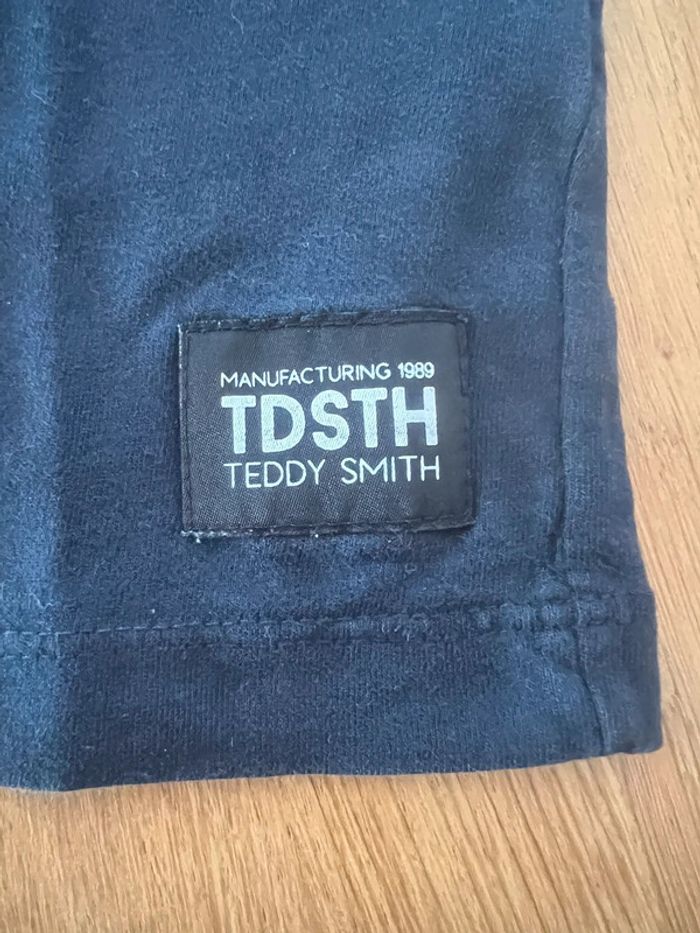 MANUFACTURING 1989
TDSTH
TEDDY SMITH